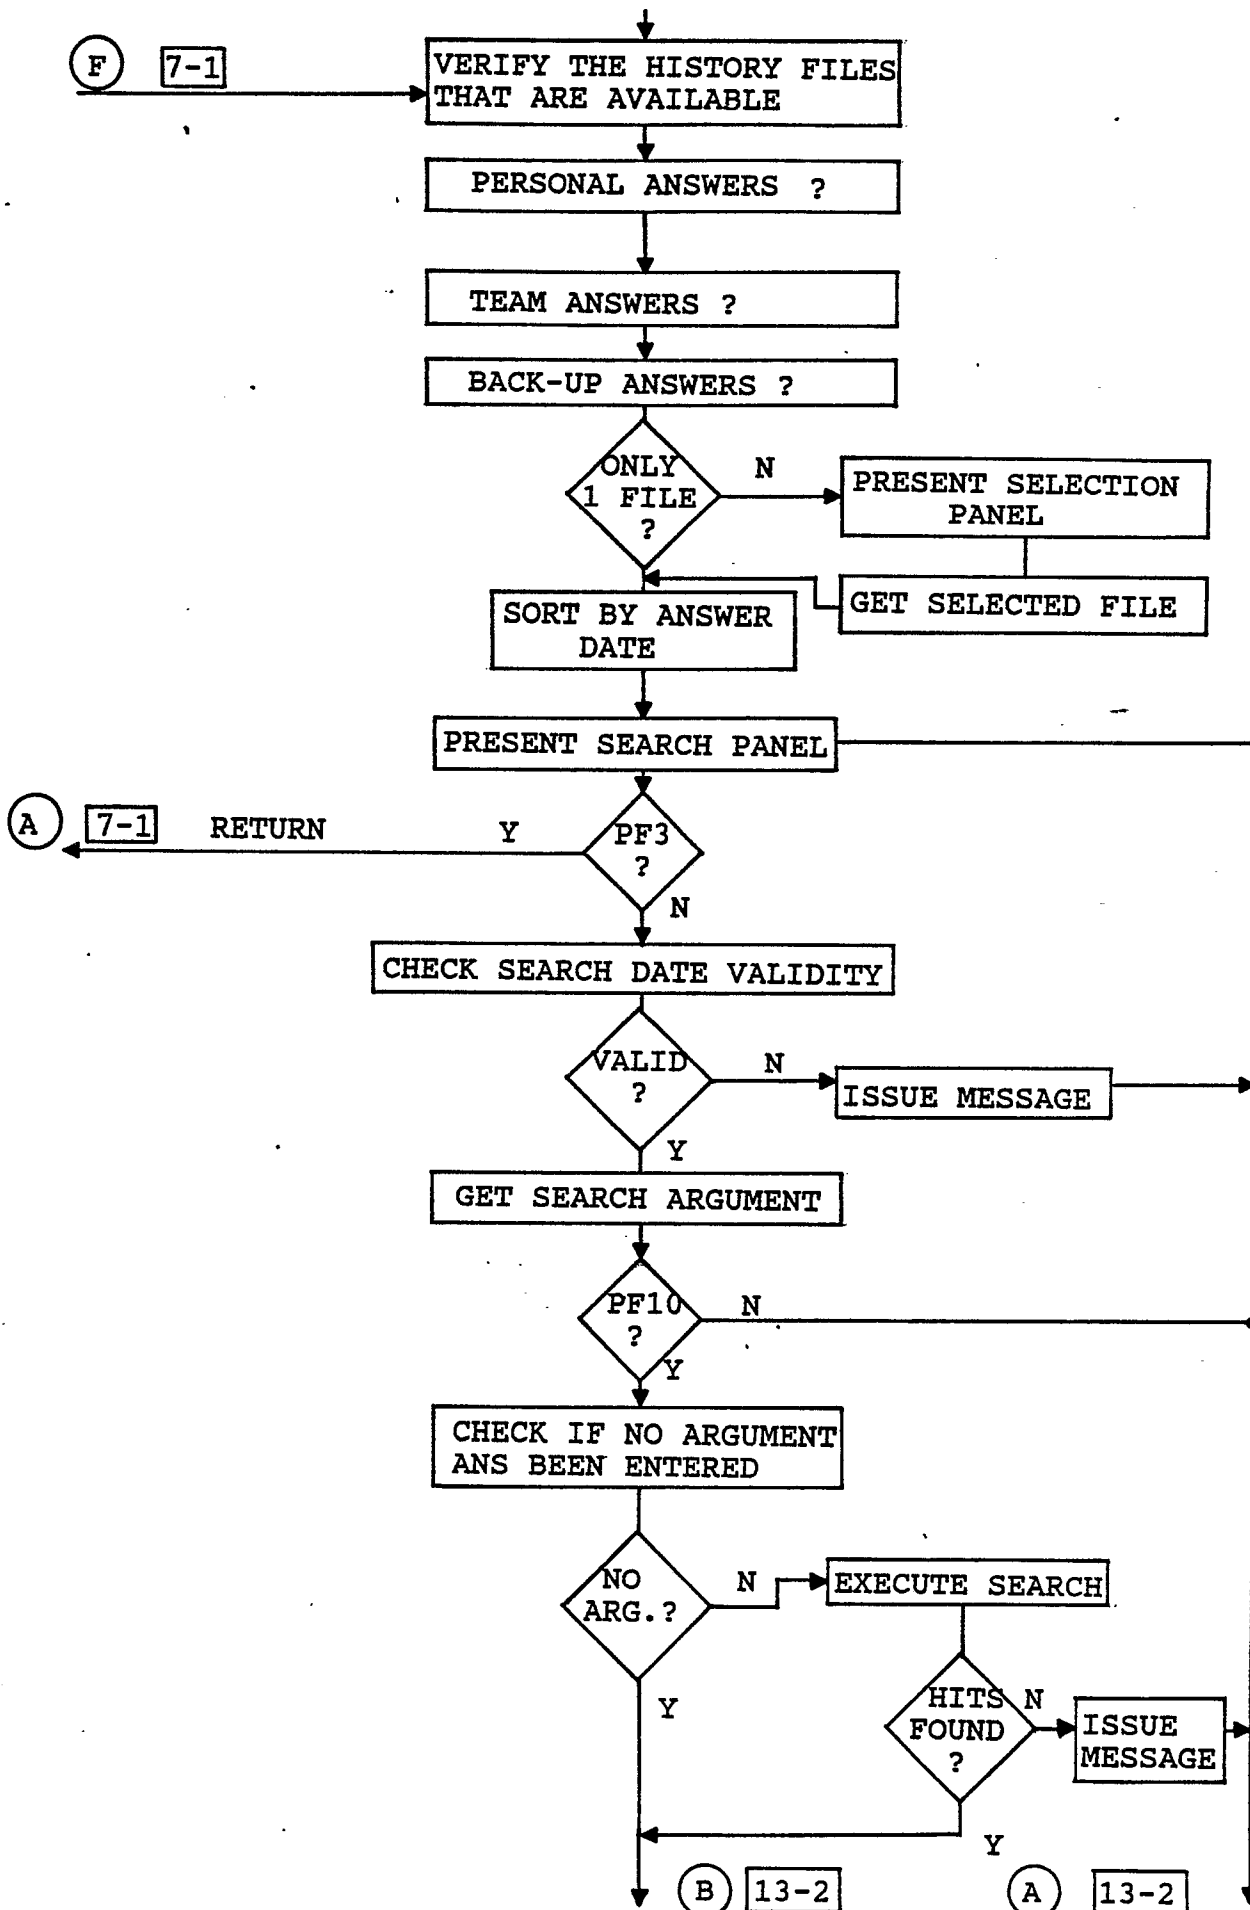 F 7-1
VERIFY THE HISTORY FILES
THAT ARE AVAILABLE
PERSONAL ANSWERS ?
TEAM ANSWERS ?
BACK-UP ANSWERS ?
ONLY
1 FILE
?
N
PRESENT SELECTION
PANEL
GET SELECTED FILE
SORT BY ANSWER
DATE
PRESENT SEARCH PANEL
A 7-1 RETURN Y
PF3
?
N
CHECK SEARCH DATE VALIDITY
VALID
?
N
ISSUE MESSAGE
Y
GET SEARCH ARGUMENT
PF10
?
N
Y
CHECK IF NO ARGUMENT
ANS BEEN ENTERED
NO
ARG.?
N
EXECUTE SEARCH
Y
HITS
FOUND
?
N
ISSUE
MESSAGE
Y
B 13-2
A 13-2